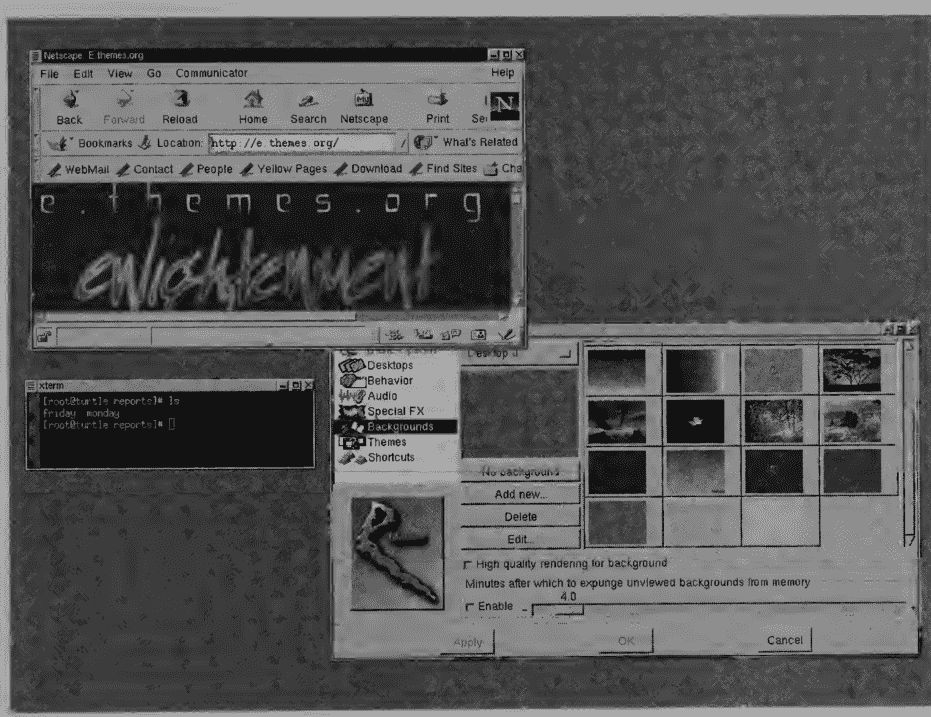 Netscape: E.themes.org
File Edit View Go Communicator Help
Back Forward Reload Home Search Netscape Print
Bookmarks Location: http://e.themes.org/ What's Related
WebMail Contact People Yellow Pages Download Find Sites Cha
e.themes.org
enlightenment
xterm
[root@turtle reports]# ls
friday monday
[root@turtle reports]#
Desktops
Behavior
Audio
Special FX
Backgrounds
Themes
Shortcuts
No background
Add new...
Delete
Edit...
High quality rendering for background
Minutes after which to expunge unviewed backgrounds from memory
4.0
Enable
Apply OK Cancel